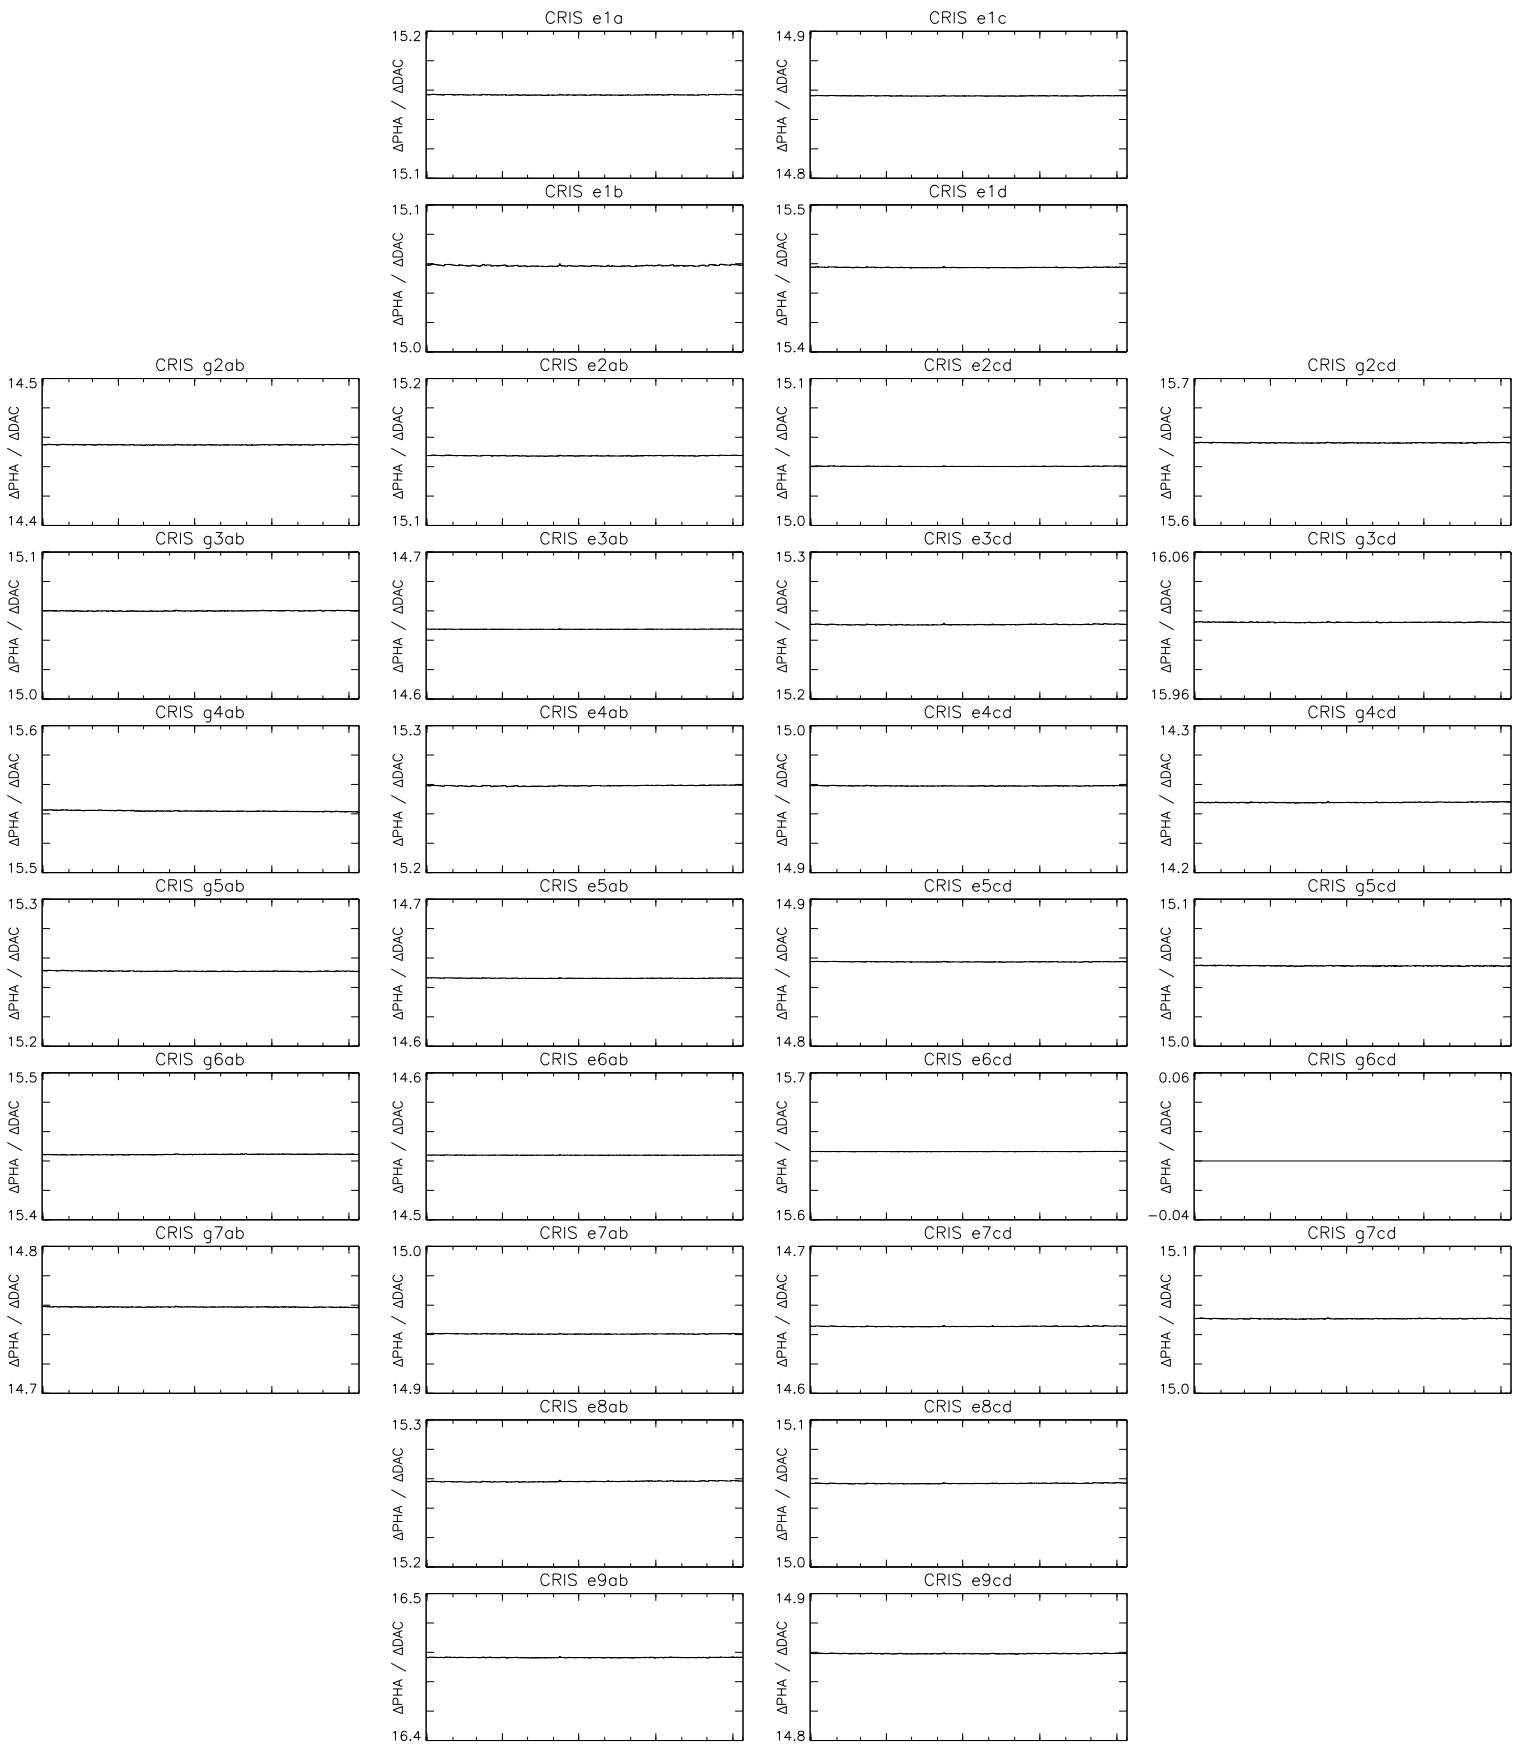 CRIS e1a
15.2
ΔPHA / ΔDAC
15.1
CRIS e1c
14.9
ΔPHA / ΔDAC
14.8
CRIS e1b
15.1
ΔPHA / ΔDAC
15.0
CRIS e1d
15.5
ΔPHA / ΔDAC
15.4
CRIS g2ab
14.5
ΔPHA / ΔDAC
14.4
CRIS e2ab
15.2
ΔPHA / ΔDAC
15.1
CRIS e2cd
15.1
ΔPHA / ΔDAC
15.0
CRIS g2cd
15.7
ΔPHA / ΔDAC
15.6
CRIS g3ab
15.1
ΔPHA / ΔDAC
15.0
CRIS e3ab
14.7
ΔPHA / ΔDAC
14.6
CRIS e3cd
15.3
ΔPHA / ΔDAC
15.2
CRIS g3cd
16.06
ΔPHA / ΔDAC
15.96
CRIS g4ab
15.6
ΔPHA / ΔDAC
15.5
CRIS e4ab
15.3
ΔPHA / ΔDAC
15.2
CRIS e4cd
15.0
ΔPHA / ΔDAC
14.9
CRIS g4cd
14.3
ΔPHA / ΔDAC
14.2
CRIS g5ab
15.3
ΔPHA / ΔDAC
15.2
CRIS e5ab
14.7
ΔPHA / ΔDAC
14.6
CRIS e5cd
14.9
ΔPHA / ΔDAC
14.8
CRIS g5cd
15.1
ΔPHA / ΔDAC
15.0
CRIS g6ab
15.5
ΔPHA / ΔDAC
15.4
CRIS e6ab
14.6
ΔPHA / ΔDAC
14.5
CRIS e6cd
15.7
ΔPHA / ΔDAC
15.6
CRIS g6cd
0.06
ΔPHA / ΔDAC
−0.04
CRIS g7ab
14.8
ΔPHA / ΔDAC
14.7
CRIS e7ab
15.0
ΔPHA / ΔDAC
14.9
CRIS e7cd
14.7
ΔPHA / ΔDAC
14.6
CRIS g7cd
15.1
ΔPHA / ΔDAC
15.0
CRIS e8ab
15.3
ΔPHA / ΔDAC
15.2
CRIS e8cd
15.1
ΔPHA / ΔDAC
15.0
CRIS e9ab
16.5
ΔPHA / ΔDAC
16.4
CRIS e9cd
14.9
ΔPHA / ΔDAC
14.8